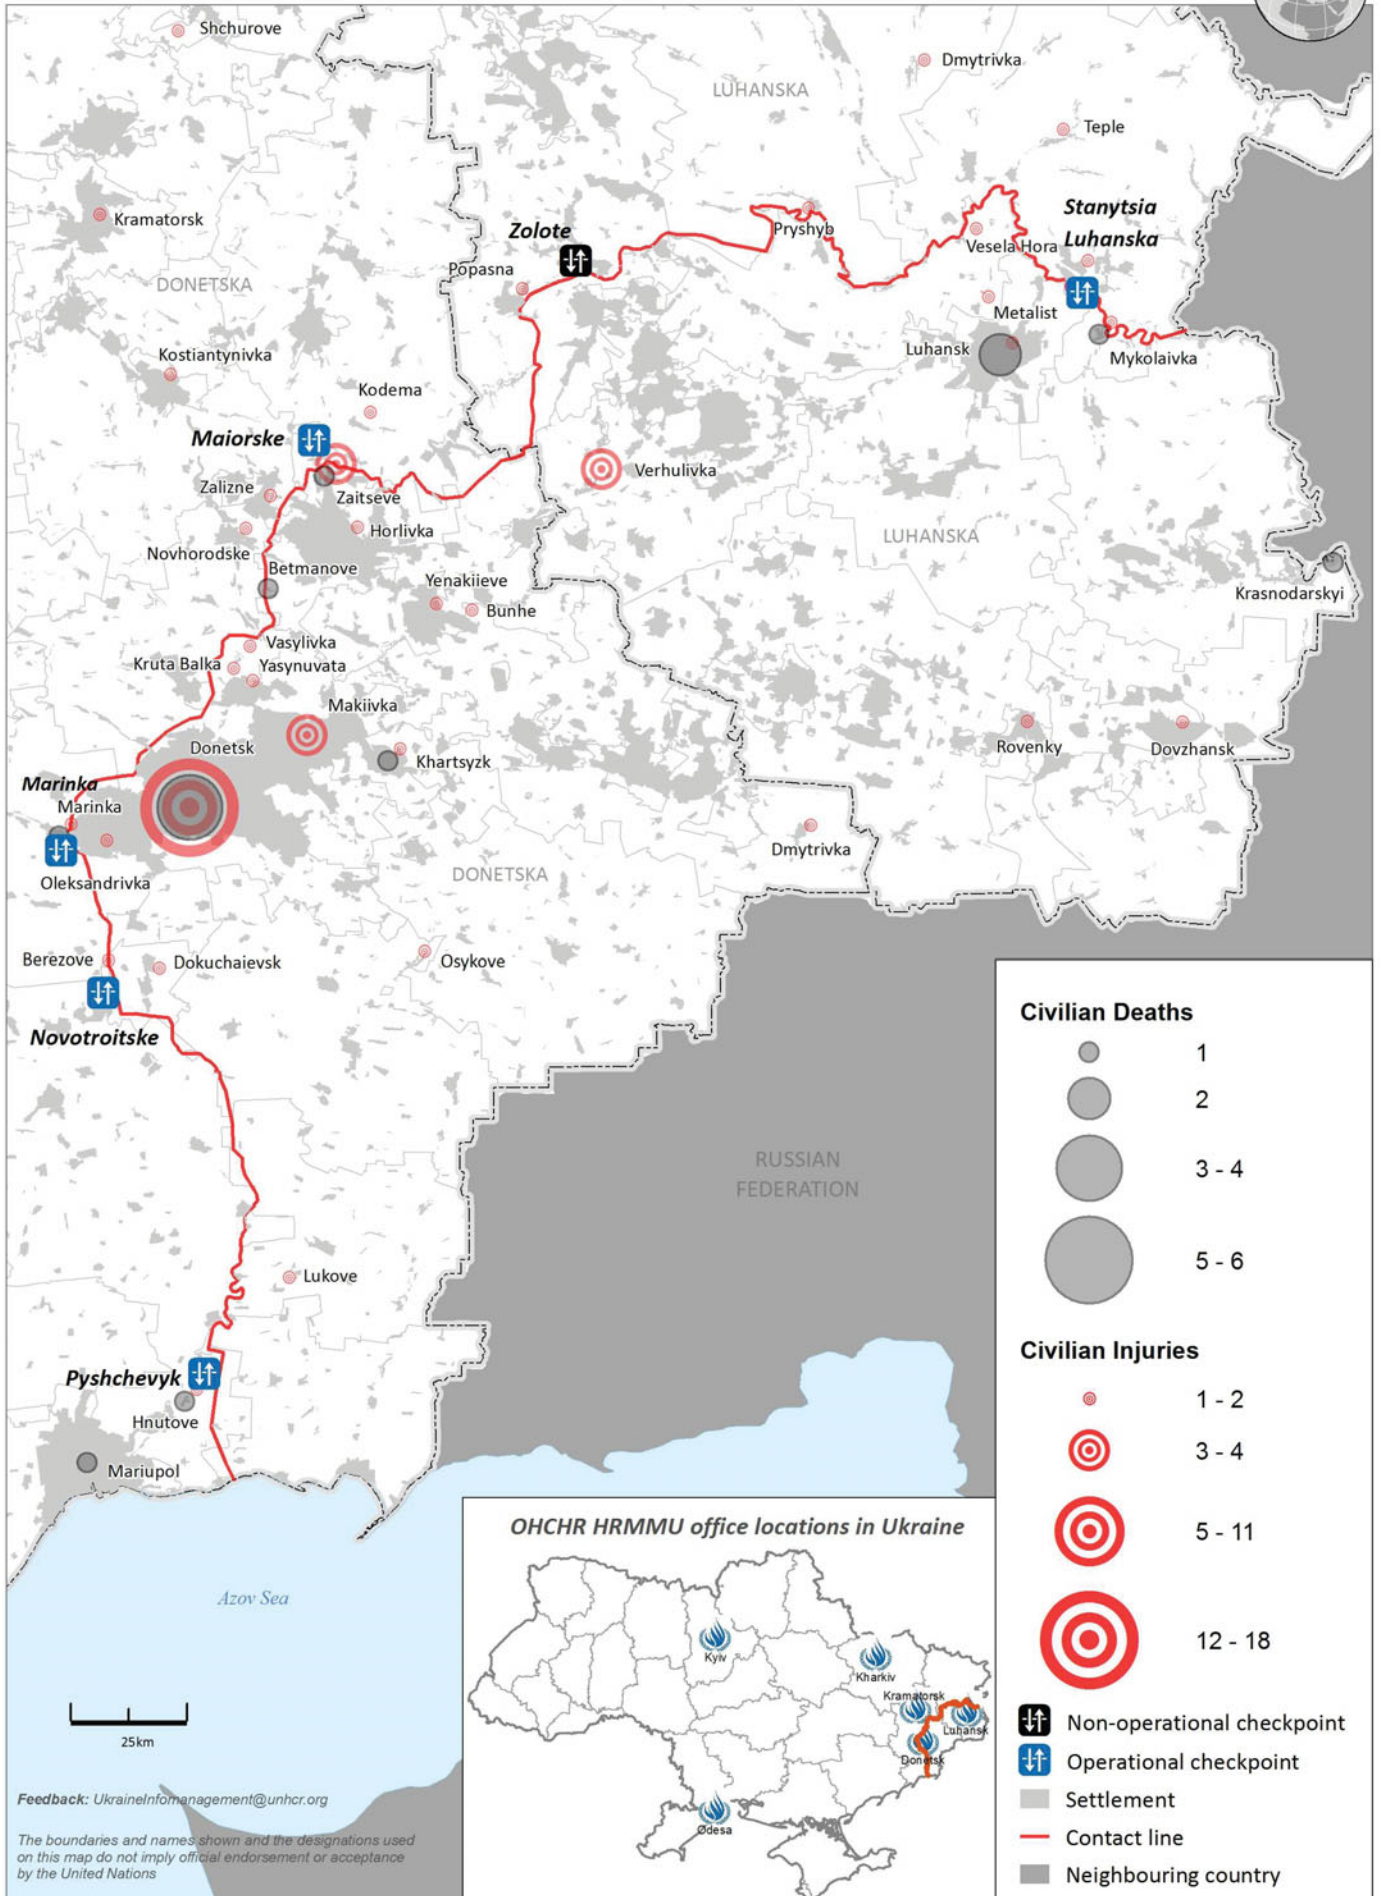 Shchurove
Dmytrivka
LUHANSKA
Teple
Kramatorsk
Stanytsia
Luhanska
Zolote
Pryshyb
Vesela Hora
Popasna
DONETSKA
Metalist
Luhansk
Mykolaivka
Kostiantynivka
Kodema
Maiorske
Verhulivka
Zalizne
Zaitseve
Horlivka
LUHANSKA
Novhorodske
Betmanove
Yenakiieve
Bunhe
Krasnodarskyi
Vasylivka
Kruta Balka
Yasynuvata
Makiivka
Donetsk
Khartsyzk
Rovenky
Dovzhansk
Marinka
Marinka
Dmytrivka
Oleksandrivka
DONETSKA
Berezove
Dokuchaievsk
Osykove
Novotroitske
RUSSIAN
FEDERATION
Lukove
Pyshchevyk
Hnutove
Mariupol
Azov Sea
25km
Feedback: UkraineInfomanagement@unhcr.org
The boundaries and names shown and the designations used
on this map do not imply official endorsement or acceptance
by the United Nations
OHCHR HRMMU office locations in Ukraine
Kyiv
Kharkiv
Kramatorsk
Luhansk
Donetsk
Odesa
Civilian Deaths
1
2
3 - 4
5 - 6
Civilian Injuries
1 - 2
3 - 4
5 - 11
12 - 18
Non-operational checkpoint
Operational checkpoint
Settlement
Contact line
Neighbouring country